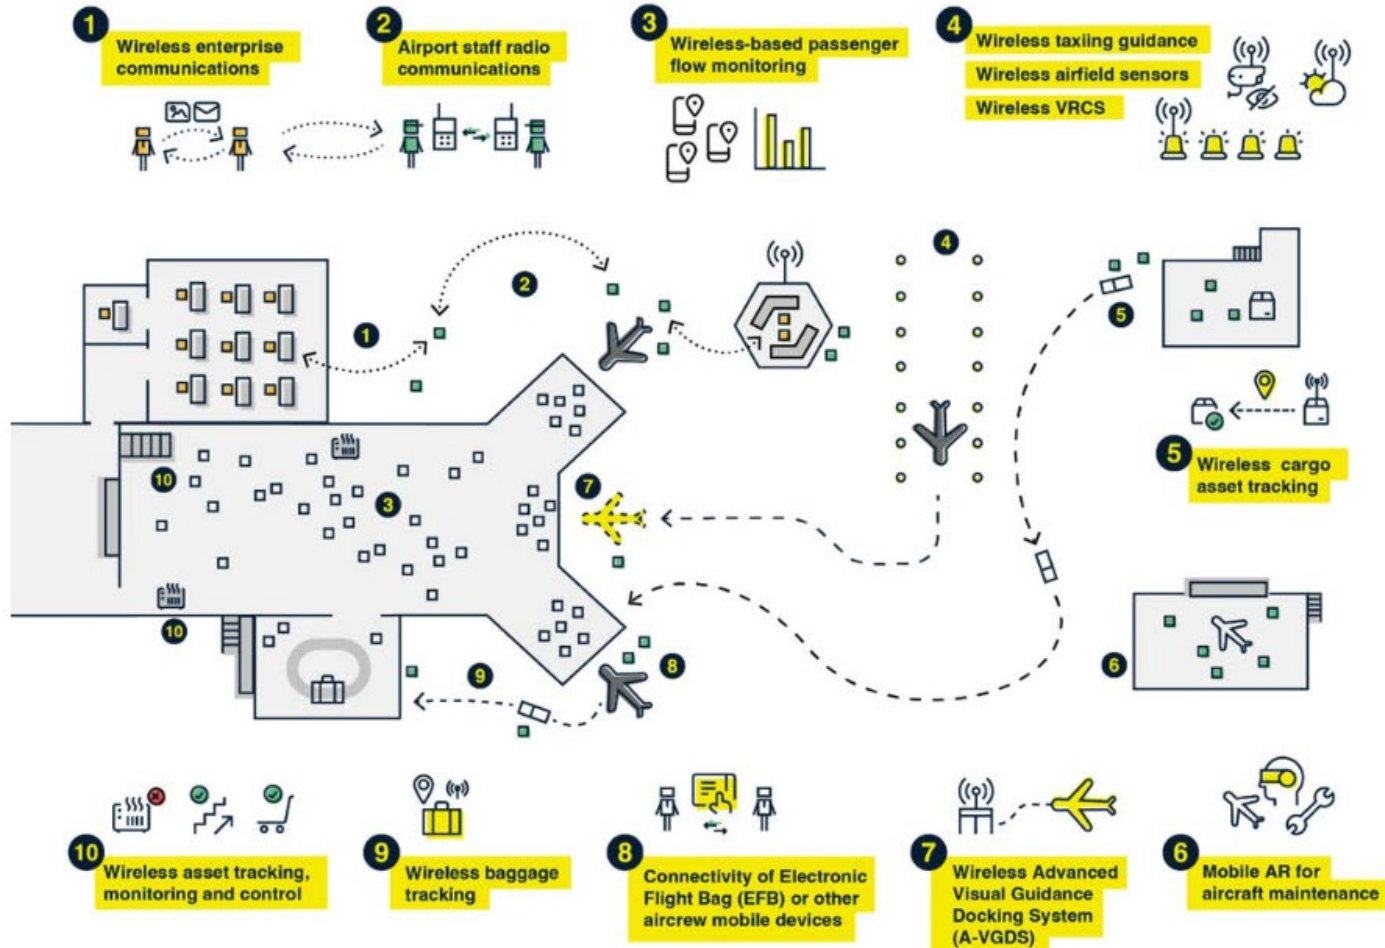 1
Wireless enterprise
communications
2
Airport staff radio
communications
3
Wireless-based passenger
flow monitoring
4
Wireless taxiing guidance
Wireless airfield sensors
Wireless VRCS
1
2
4
5
5
Wireless cargo
asset tracking
10
3
7
10
9
8
6
10
Wireless asset tracking,
monitoring and control
9
Wireless baggage
tracking
8
Connectivity of Electronic
Flight Bag (EFB) or other
aircrew mobile devices
7
Wireless Advanced
Visual Guidance
Docking System
(A-VGDS)
6
Mobile AR for
aircraft maintenance